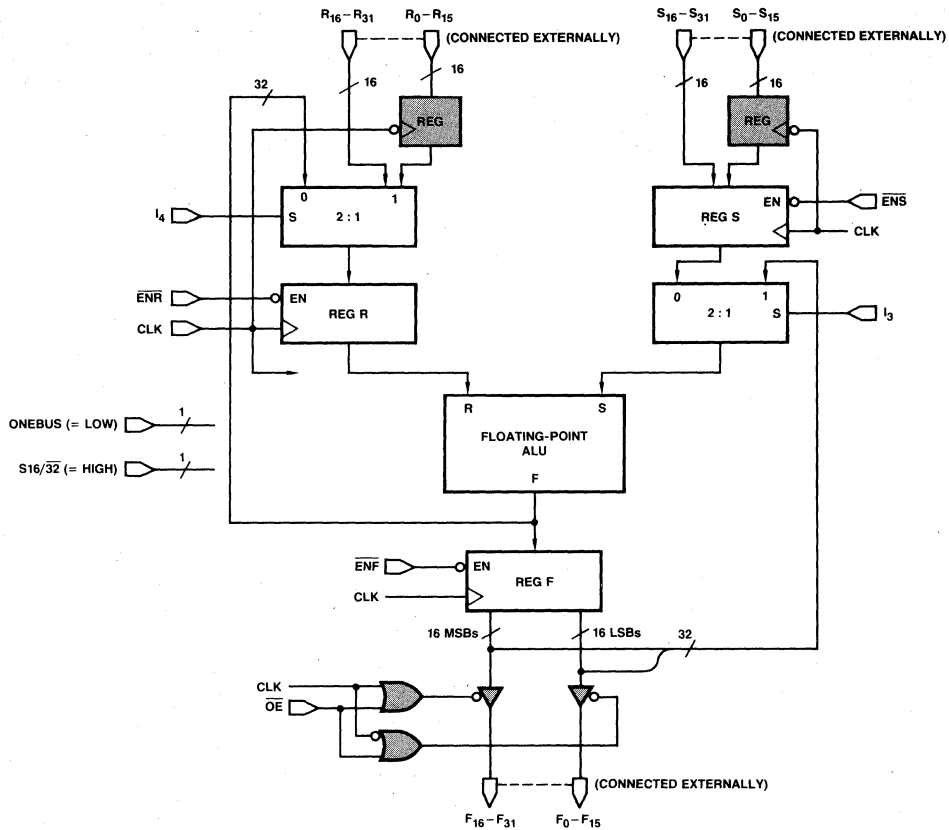 R16–R31 R0–R15 S16–S31 S0–S15
(CONNECTED EXTERNALLY) (CONNECTED EXTERNALLY)
32 16 16 16 16
REG REG
0 1
I4 S 2 : 1
EN ENS
REG S
CLK
ENR EN
REG R
CLK
0 1
2 : 1 S I3
R S
ONEBUS (= LOW) 1
FLOATING-POINT
ALU
S16/32 (= HIGH) 1
F
ENF EN
REG F
CLK
16 MSBs 16 LSBs 32
CLK
OE
(CONNECTED EXTERNALLY)
F16–F31 F0–F15